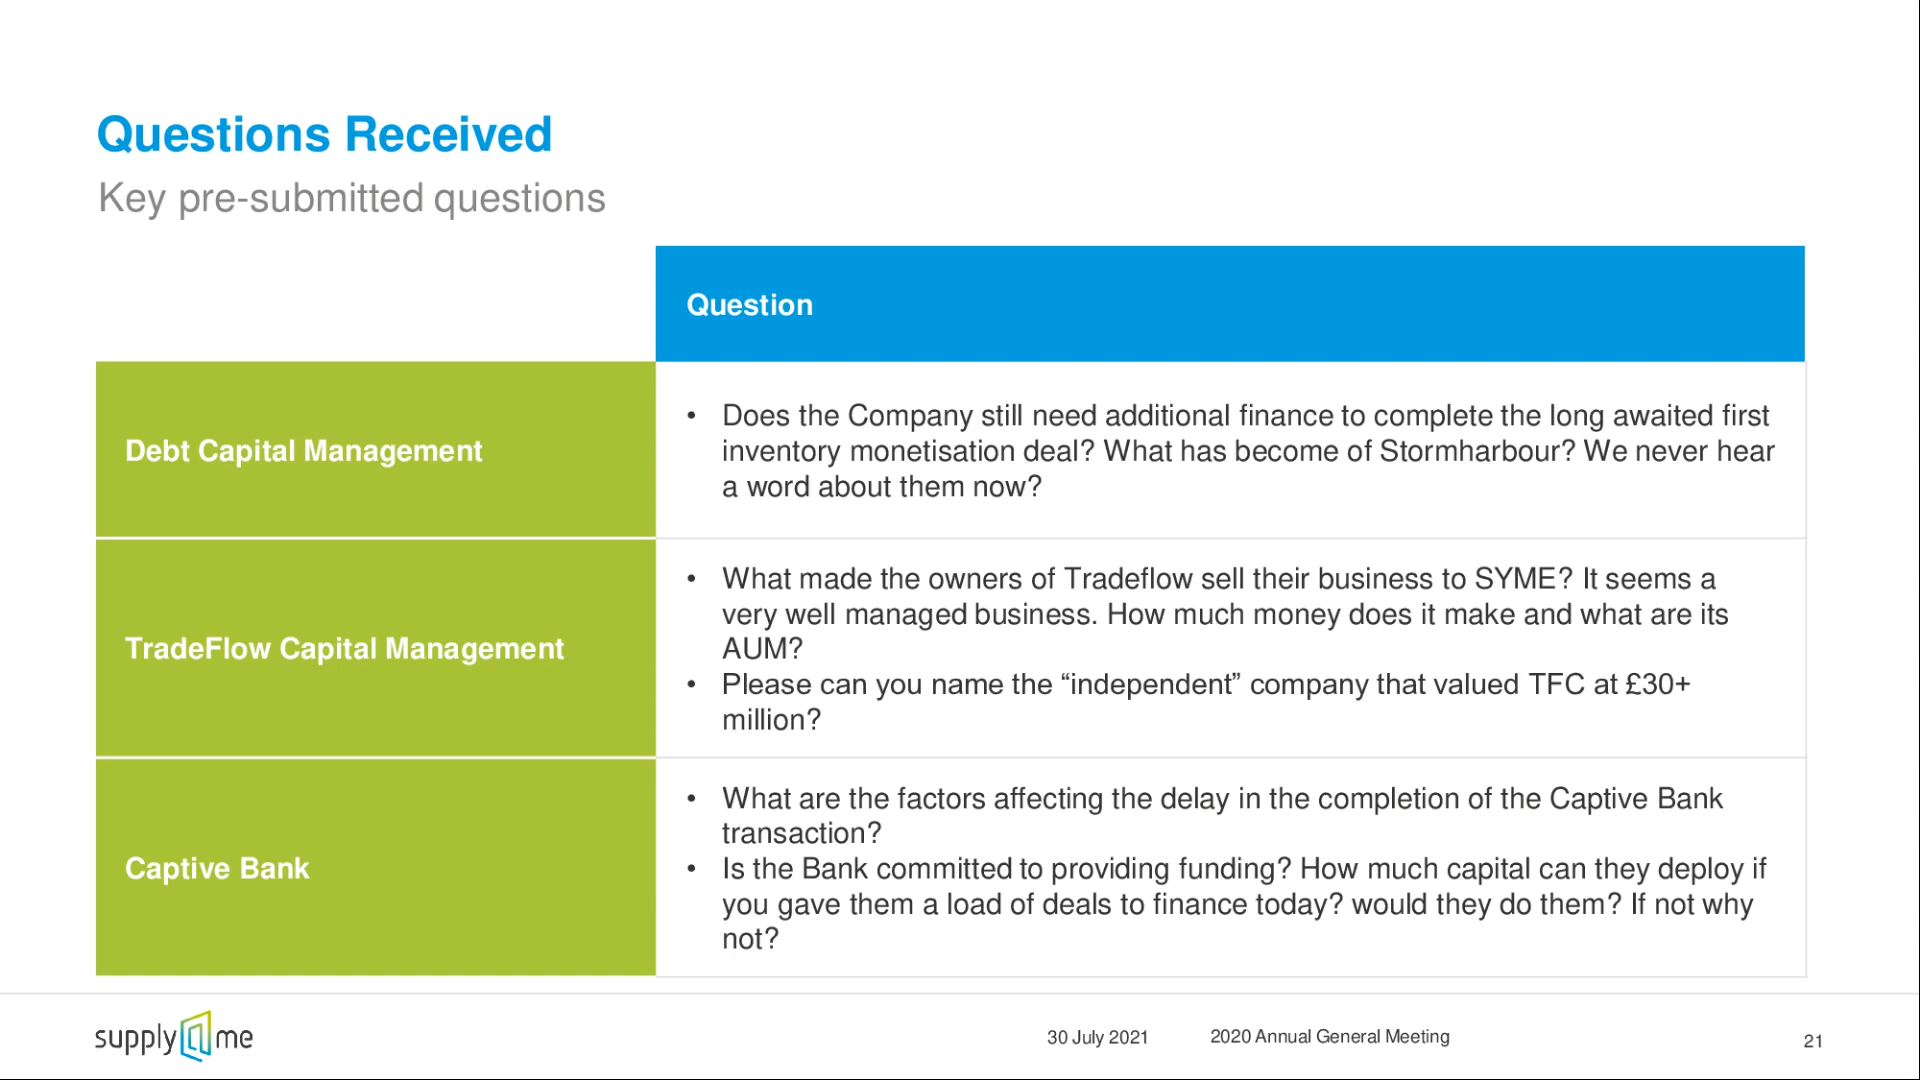 Questions Received
Key pre-submitted questions
Question
Debt Capital Management
• Does the Company still need additional finance to complete the long awaited first
inventory monetisation deal? What has become of Stormharbour? We never hear
a word about them now?
TradeFlow Capital Management
• What made the owners of Tradeflow sell their business to SYME? It seems a
very well managed business. How much money does it make and what are its
AUM?
• Please can you name the “independent” company that valued TFC at £30+
million?
Captive Bank
• What are the factors affecting the delay in the completion of the Captive Bank
transaction?
• Is the Bank committed to providing funding? How much capital can they deploy if
you gave them a load of deals to finance today? would they do them? If not why
not?
supply me
30 July 2021
2020 Annual General Meeting
21